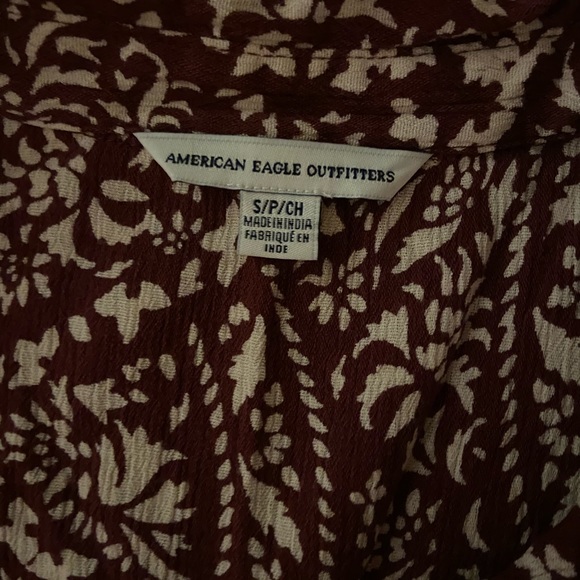 AMERICAN EAGLE OUTFITTERS
S/P/CH
MADE IN INDIA
FABRIQUÉ EN
INDE